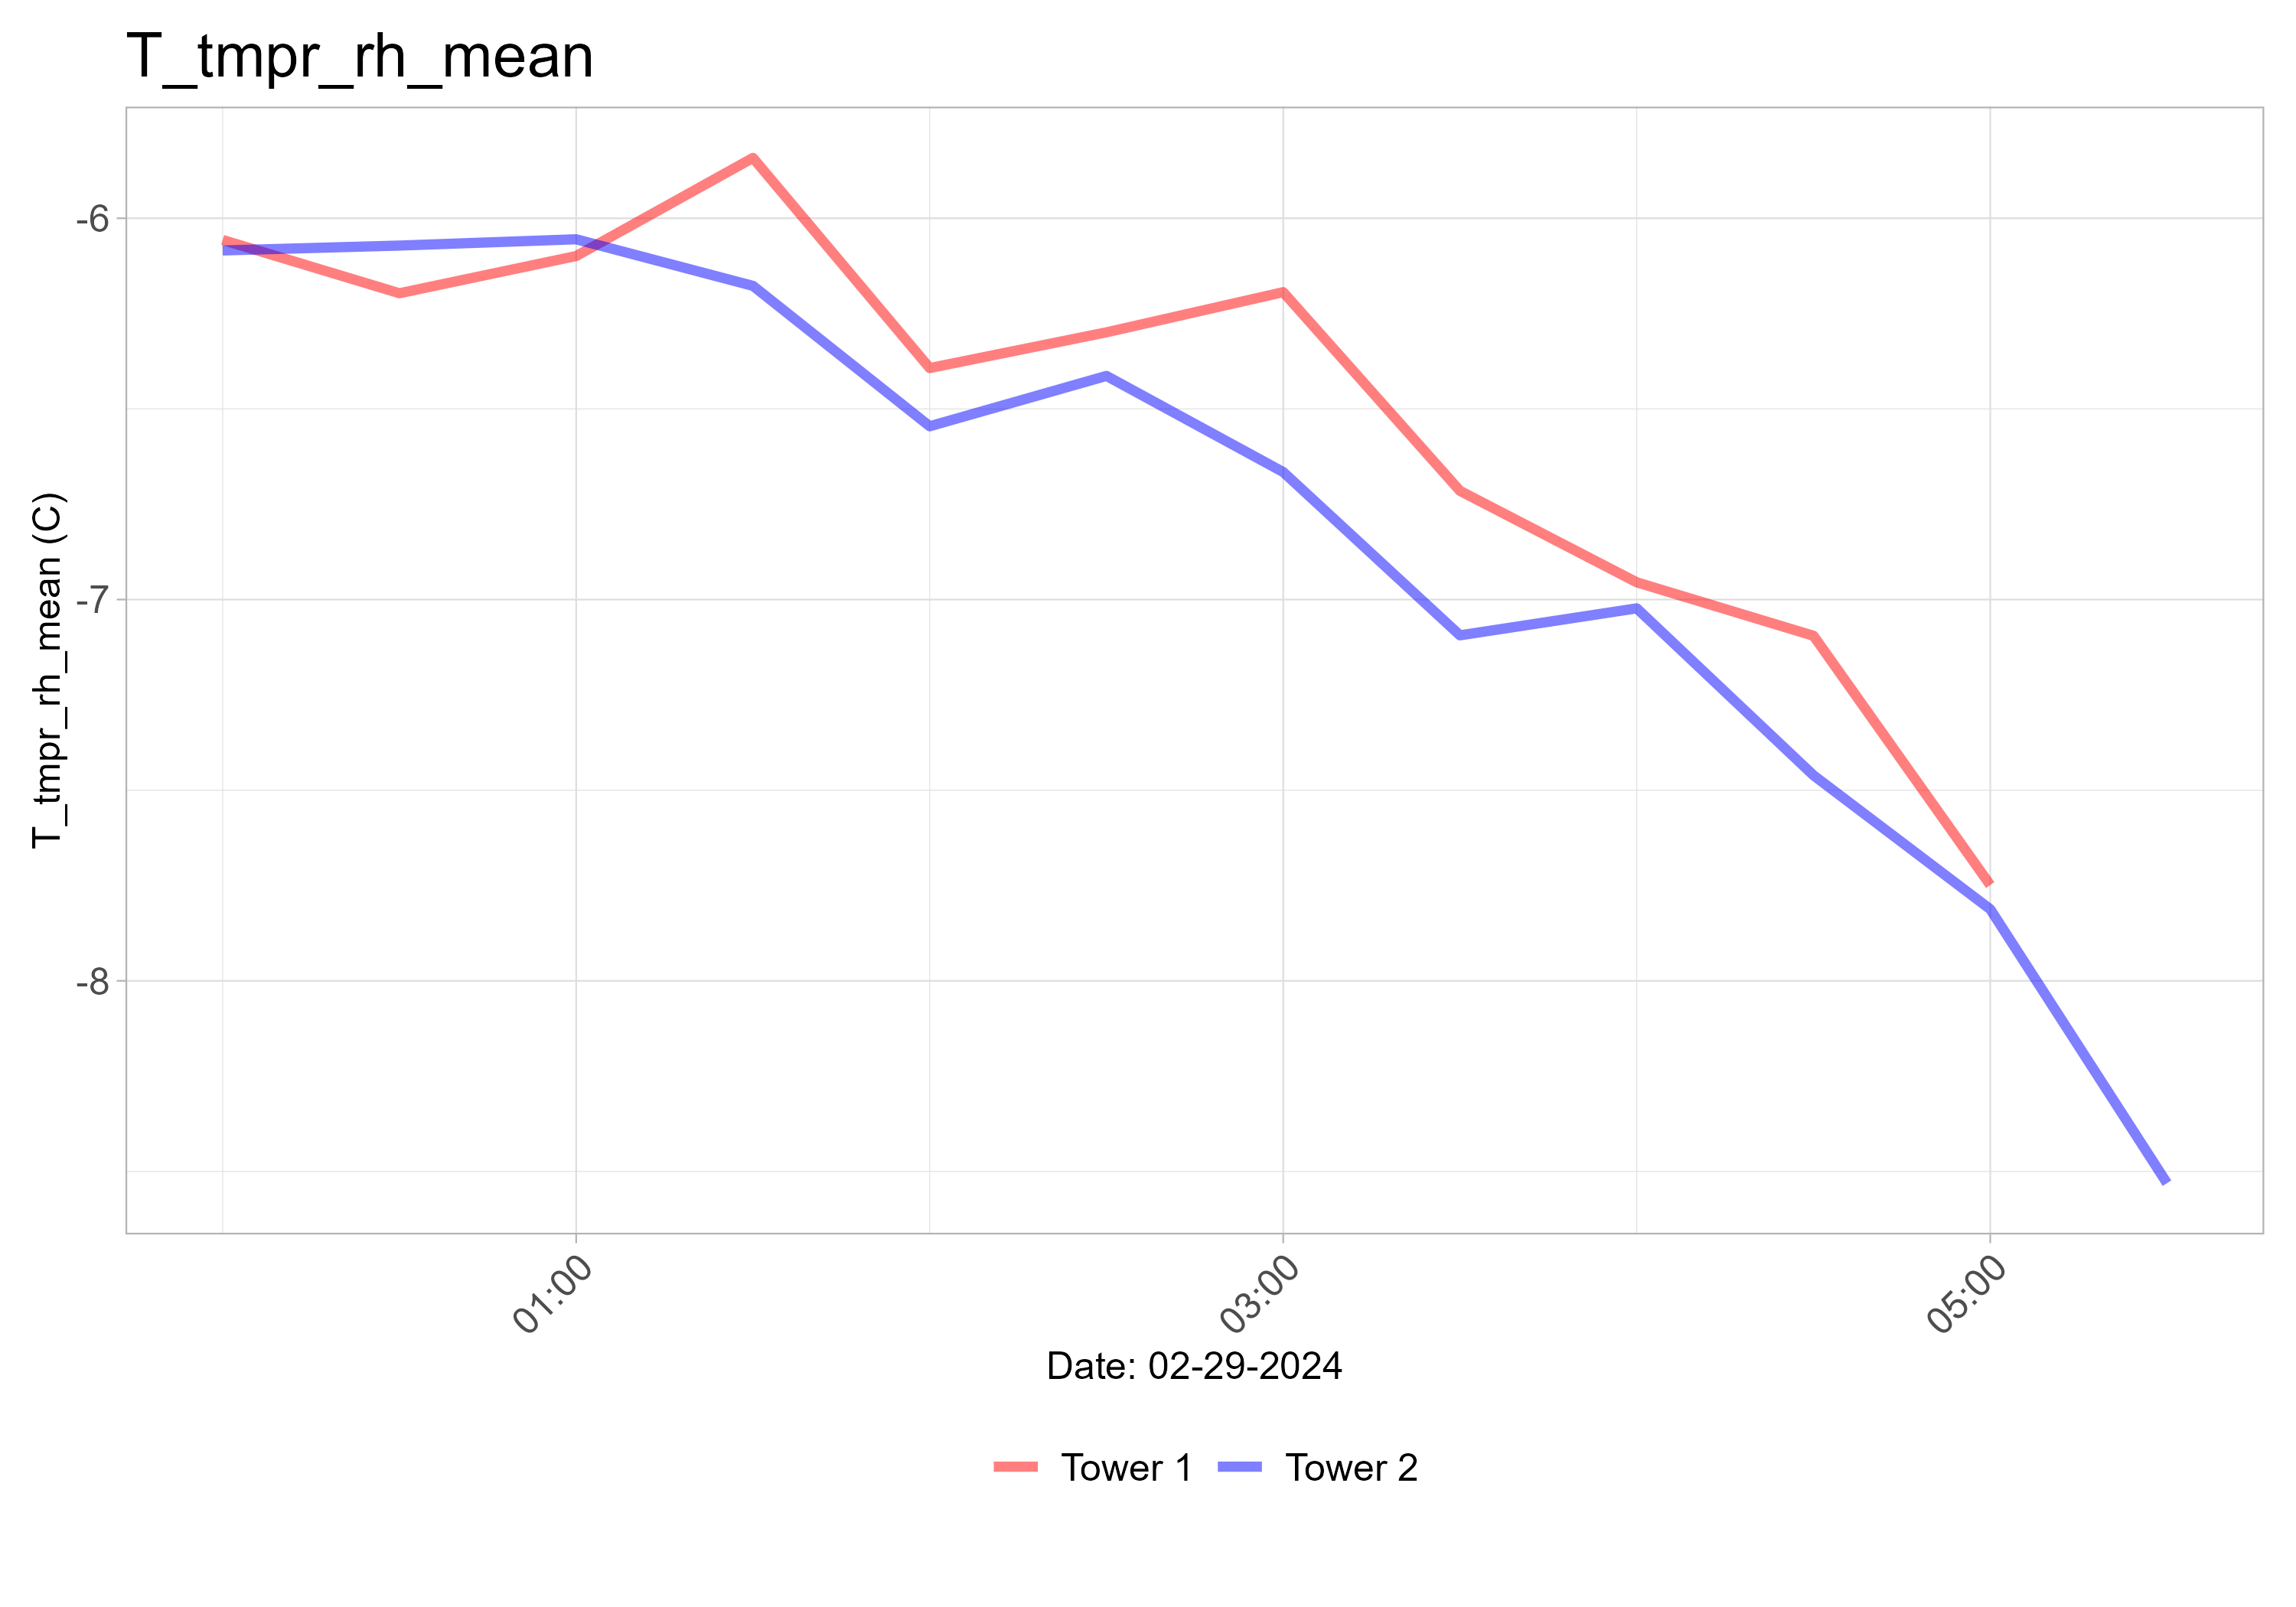 T_tmpr_rh_mean
T_tmpr_rh_mean (C)
-6
-7
-8
01:00
03:00
05:00
Date: 02-29-2024
Tower 1
Tower 2